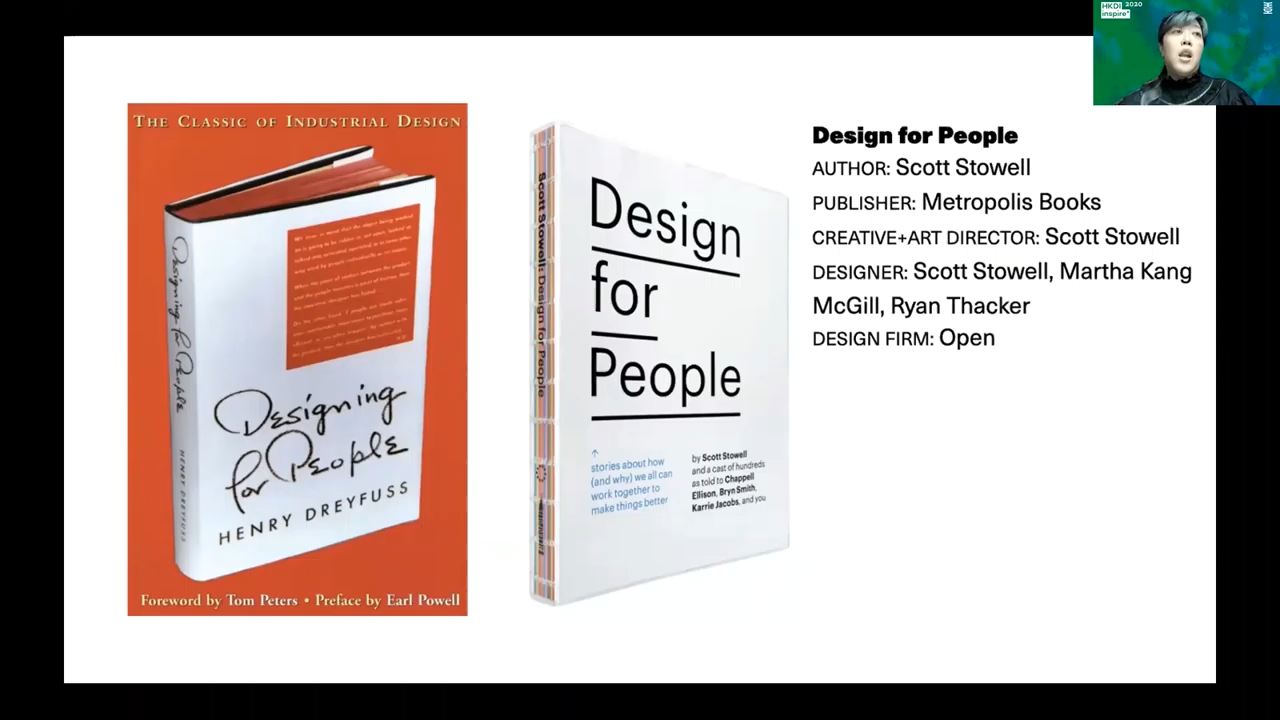 HKDI 2020
inspire*
THE CLASSIC OF INDUSTRIAL DESIGN
Designing for People
HENRY DREYFUSS
Designing
for People
HENRY DREYFUSS
Foreword by Tom Peters • Preface by Earl Powell
Scott Stowell: Design for People
Design
for
People
↑
stories about how
(and why) we all can
work together to
make things better
by Scott Stowell
and a cast of hundreds
as told to Chappell
Ellison, Bryn Smith,
Karrie Jacobs, and you
Design for People
AUTHOR: Scott Stowell
PUBLISHER: Metropolis Books
CREATIVE+ART DIRECTOR: Scott Stowell
DESIGNER: Scott Stowell, Martha Kang
McGill, Ryan Thacker
DESIGN FIRM: Open